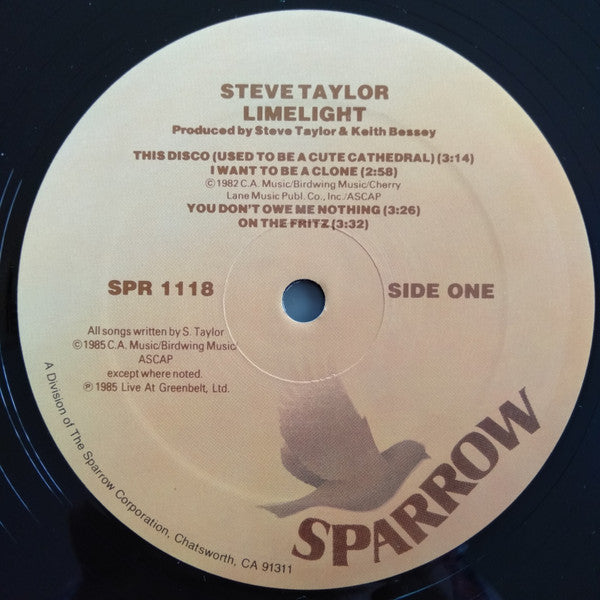 STEVE TAYLOR
LIMELIGHT
Produced by Steve Taylor & Keith Bessey
THIS DISCO (USED TO BE A CUTE CATHEDRAL) (3:14)
I WANT TO BE A CLONE (2:58)
©1982 C.A. Music/Birdwing Music/Cherry
Lane Music Publ. Co., Inc./ASCAP
YOU DON'T OWE ME NOTHING (3:26)
ON THE FRITZ (3:32)
SPR 1118
SIDE ONE
All songs written by S. Taylor
©1985 C.A. Music/Birdwing Music
ASCAP
except where noted.
℗ 1985 Live At Greenbelt, Ltd.
A Division of The Sparrow Corporation, Chatsworth, CA 91311
SPARROW